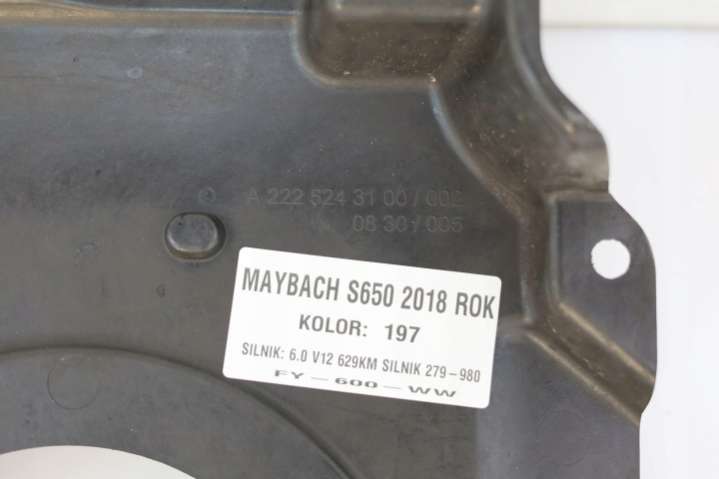 A 222 524 31 00 / 002
08 30 / 005
MAYBACH S650 2018 ROK
KOLOR: 197
SILNIK: 6.0 V12 629KM SILNIK 279-980
FY-600-WW